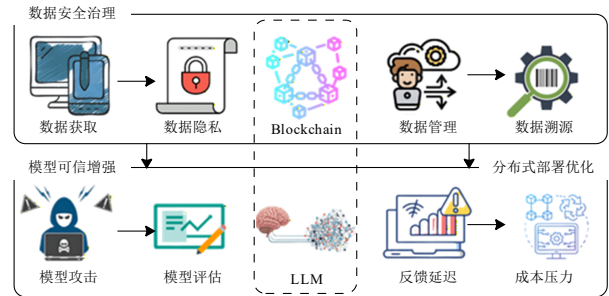 数据安全治理
数据获取
数据隐私
Blockchain
数据管理
数据溯源
模型可信增强
分布式部署优化
模型攻击
模型评估
LLM
反馈延迟
成本压力